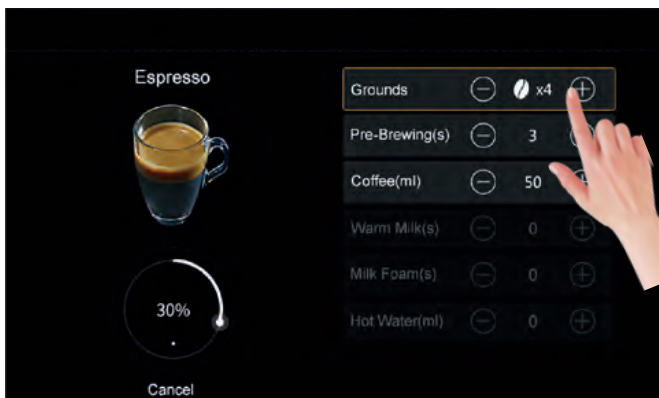 Espresso
30%
Cancel
Grounds x4
Pre-Brewing(s) 3
Coffee(ml) 50
Warm Milk(s) 0
Milk Foam(s) 0
Hot Water(ml) 0